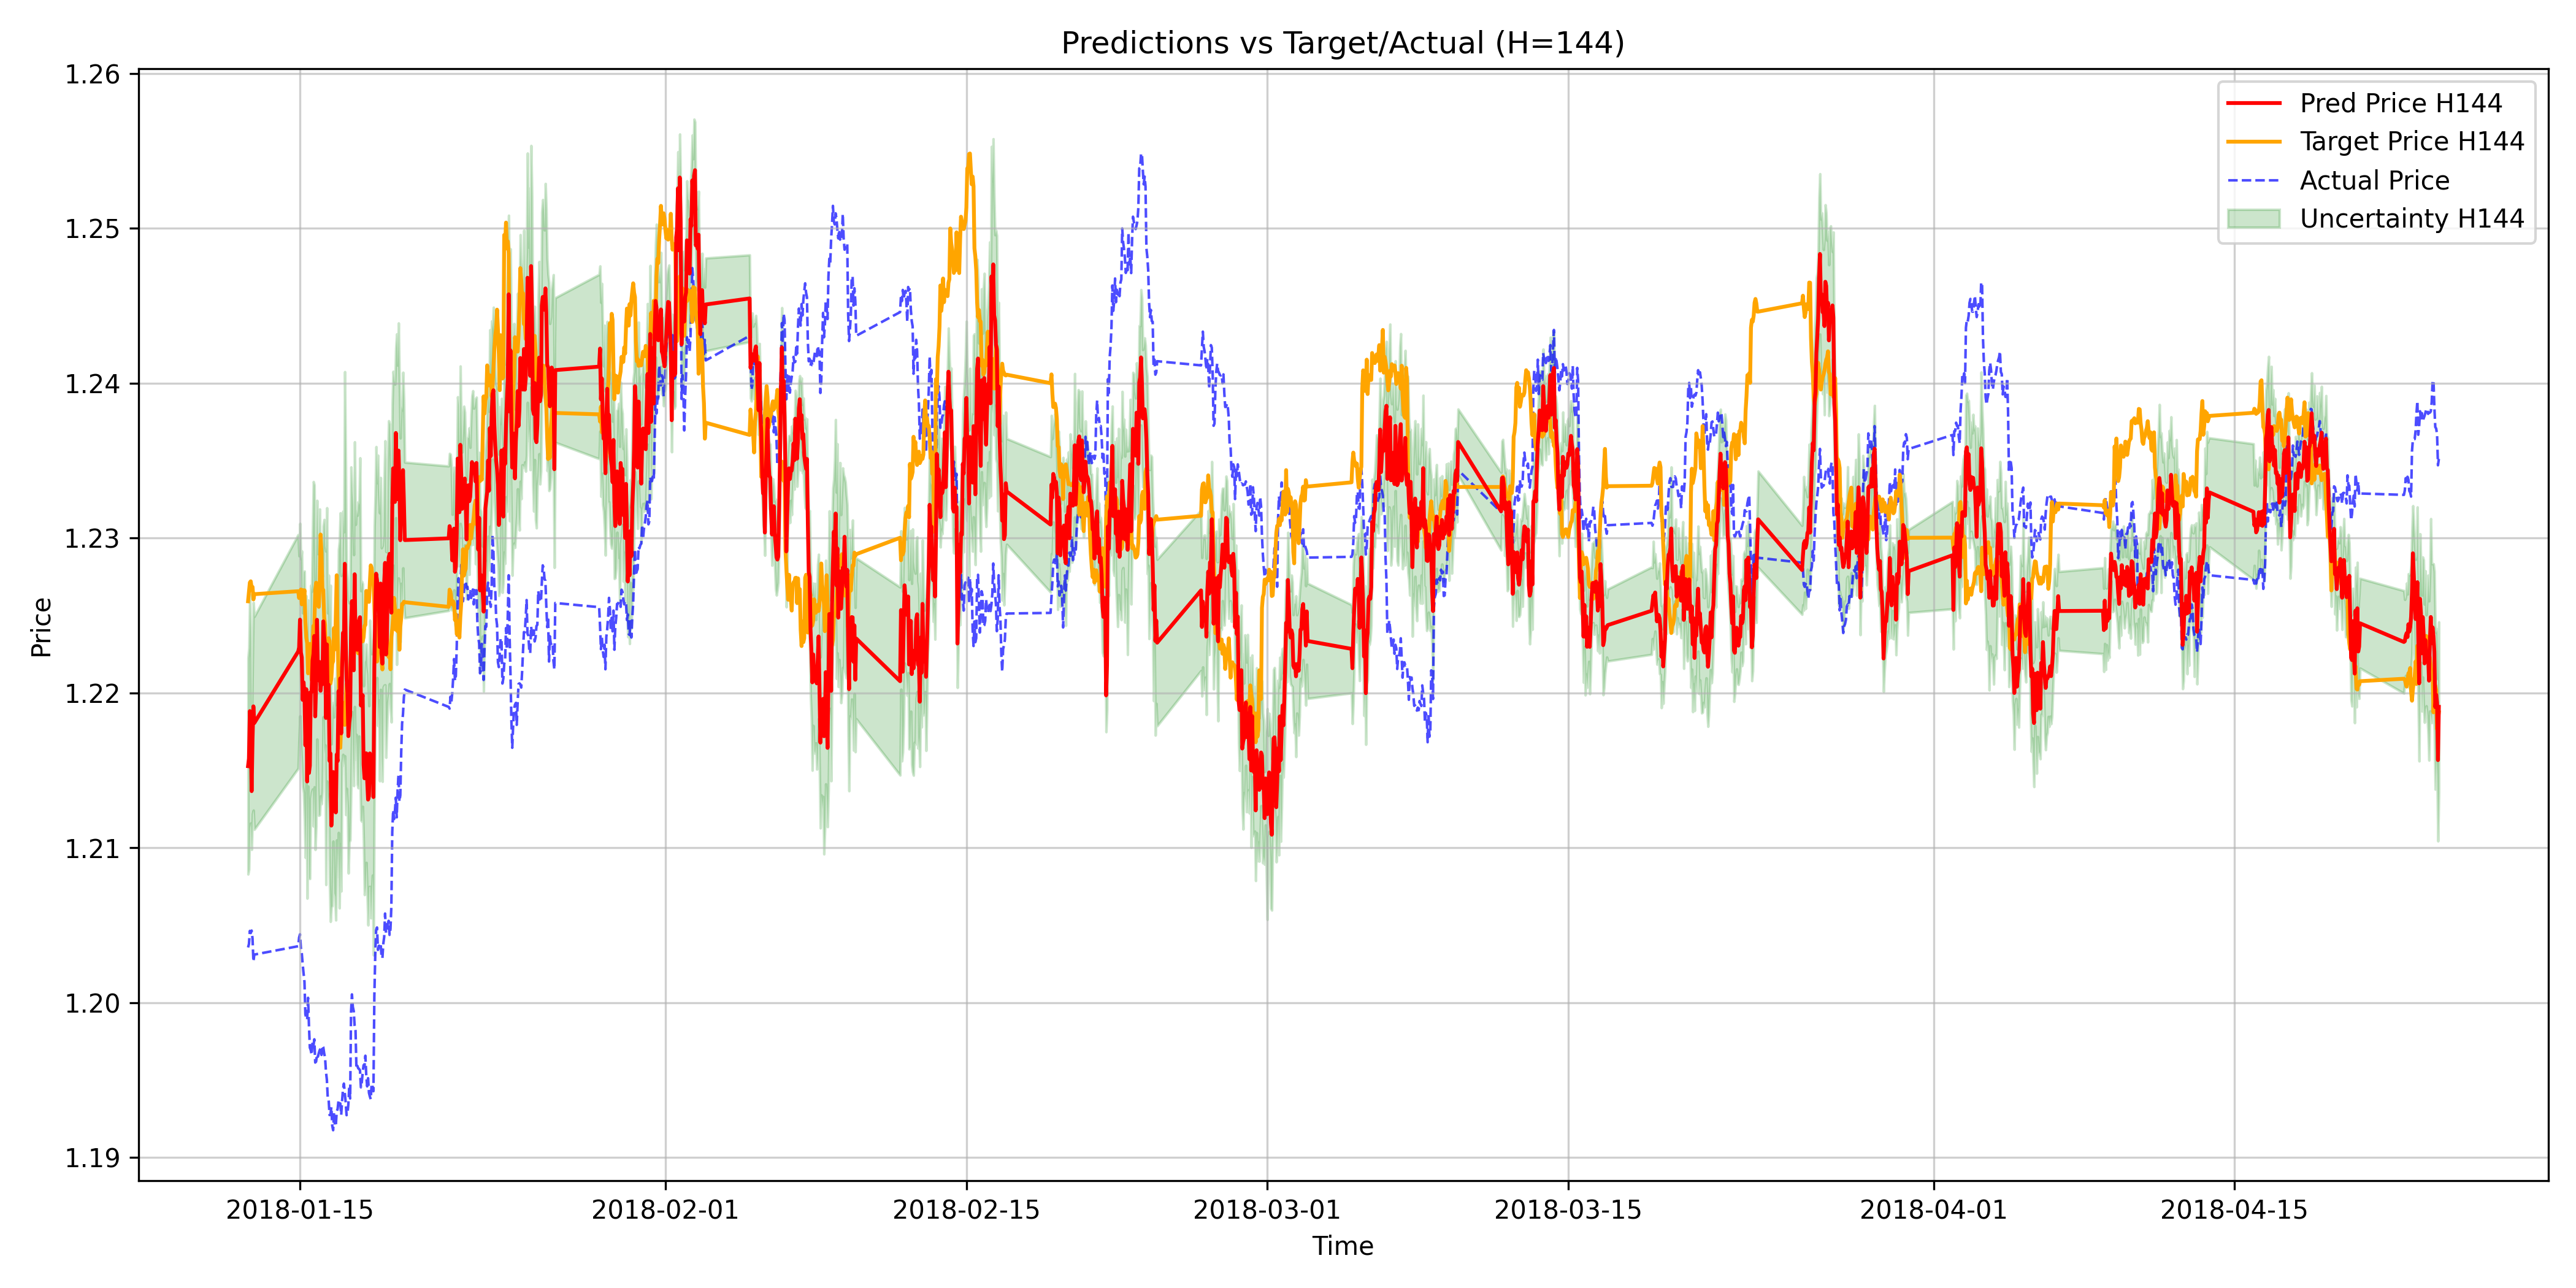 Predictions vs Target/Actual (H=144)
1.26
1.25
1.24
1.23
1.22
1.21
1.20
1.19
Price
Pred Price H144
Target Price H144
Actual Price
Uncertainty H144
2018-01-15
2018-02-01
2018-02-15
2018-03-01
2018-03-15
2018-04-01
2018-04-15
Time